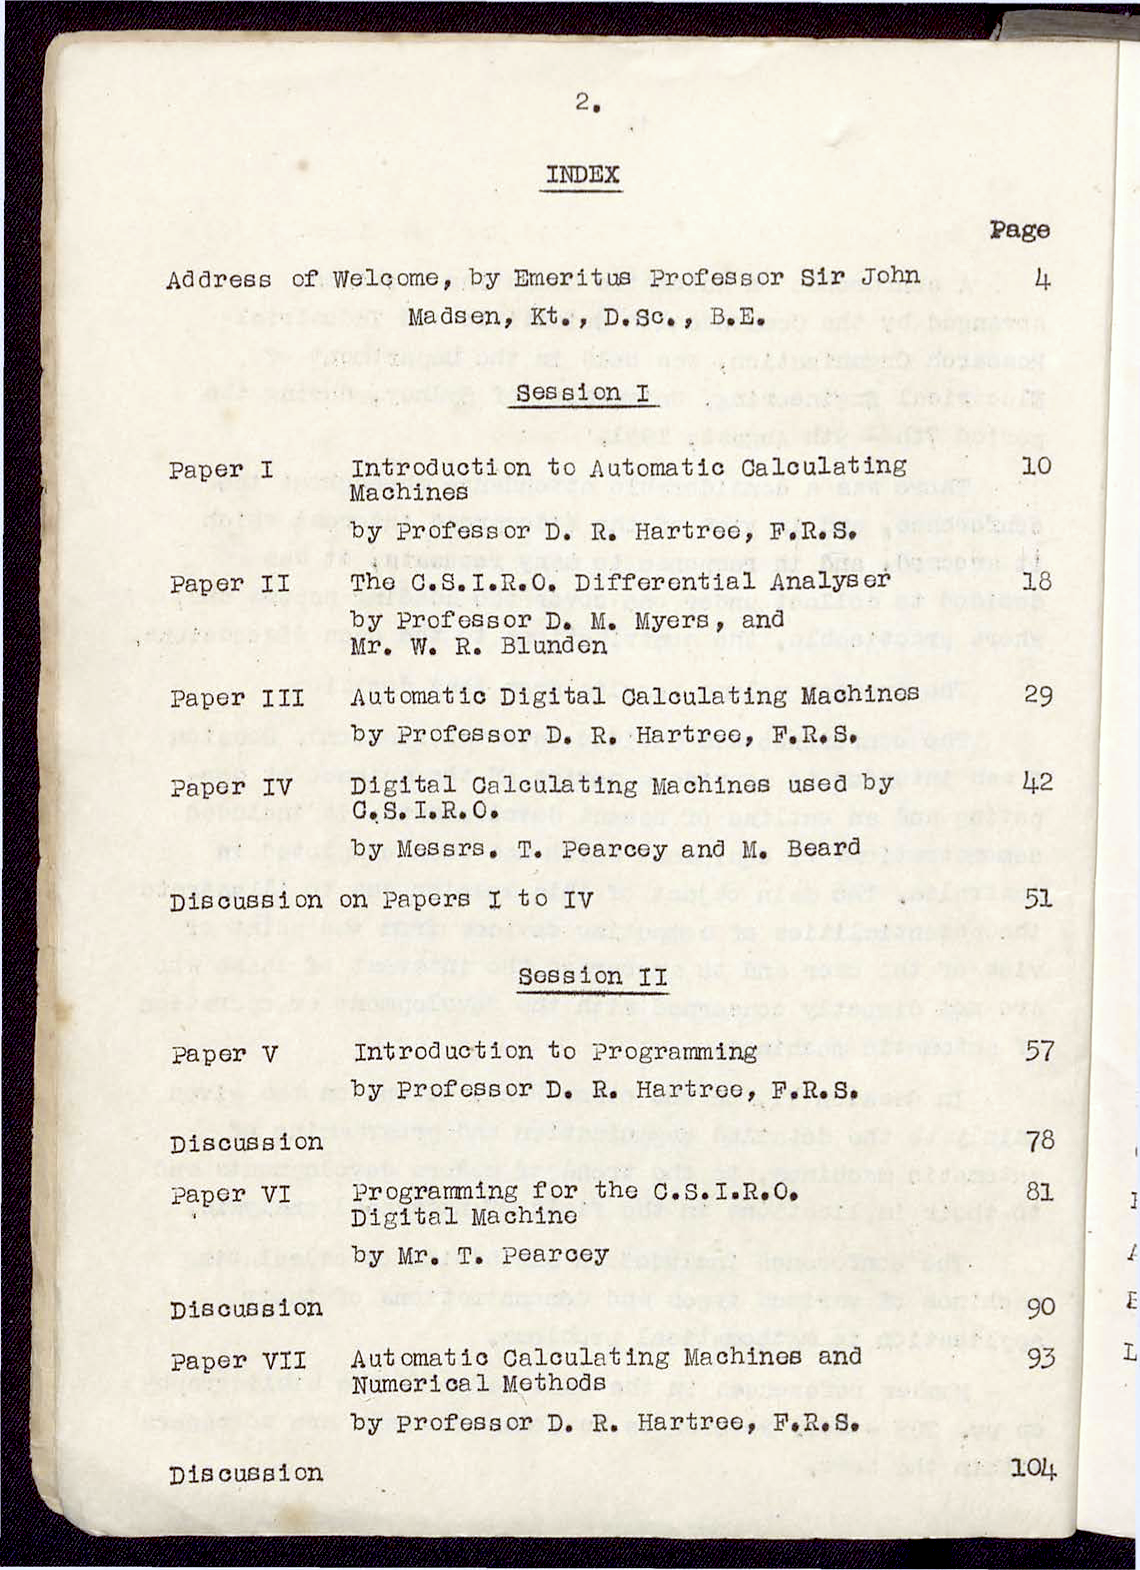 2.
INDEX
Page
Address of Welcome, by Emeritus Professor Sir John 4
Madsen, Kt., D.Sc., B.E.
Session I
Paper I Introduction to Automatic Calculating 10
Machines
by Professor D. R. Hartree, F.R.S.
Paper II The C.S.I.R.O. Differential Analyser 18
by Professor D. M. Myers, and
Mr. W. R. Blunden
Paper III Automatic Digital Calculating Machines 29
by Professor D. R. Hartree, F.R.S.
Paper IV Digital Calculating Machines used by 42
C.S.I.R.O.
by Messrs. T. Pearcey and M. Beard
Discussion on Papers I to IV 51
Session II
Paper V Introduction to Programming 57
by Professor D. R. Hartree, F.R.S.
Discussion 78
Paper VI Programming for the C.S.I.R.O. 81
Digital Machine
by Mr. T. Pearcey
Discussion 90
Paper VII Automatic Calculating Machines and 93
Numerical Methods
by Professor D. R. Hartree, F.R.S.
Discussion 104